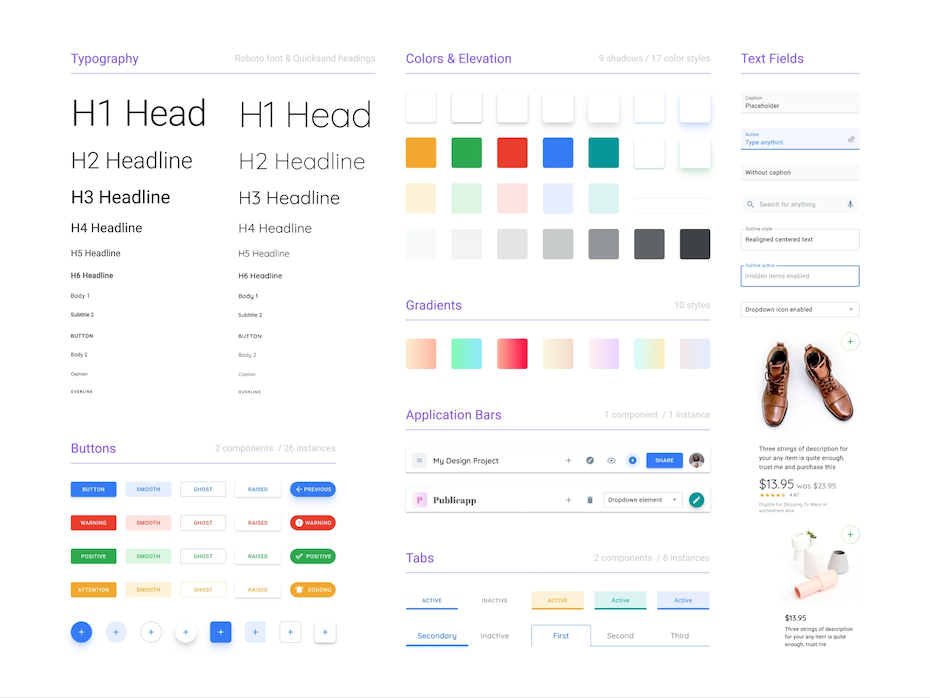 Typography
Roboto font & Quicksand headings
H1 Head
H1 Head
H2 Headline
H2 Headline
H3 Headline
H3 Headline
H4 Headline
H4 Headline
H5 Headline
H5 Headline
H6 Headline
H6 Headline
Body 1
Body 1
Subtitle 2
Subtitle 2
BUTTON
BUTTON
Body 2
Body 2
Caption
Caption
OVERLINE
OVERLINE
Buttons
2 components / 26 instances
BUTTON
SMOOTH
GHOST
RAISED
PREVIOUS
WARNING
SMOOTH
GHOST
RAISED
WARNING
POSITIVE
SMOOTH
GHOST
RAISED
POSITIVE
ATTENTION
SMOOTH
GHOST
RAISED
DODONG
Colors & Elevation
9 shadows / 17 color styles
Gradients
10 styles
Application Bars
1 component / 1 instance
My Design Project
SHARE
P
Publicapp
Dropdown element
Tabs
2 components / 8 instances
ACTIVE
INACTIVE
ACTIVE
Active
Active
Secondary
Inactive
First
Second
Third
Text Fields
Caption
Placeholder
Active
Type anythin|
Without caption
Search for anything
Outline style
Realigned centered text
Outline active
|Hidden items enabled
Dropdown icon enabled
Three strings of description for
your any item is quite enough,
trust me and purchase this
$13.95 was $23.95
4.87
Eligible for Shipping To Mars or
somewhere else
$13.95
Three strings of description
for your any item is quite
enough, trust me